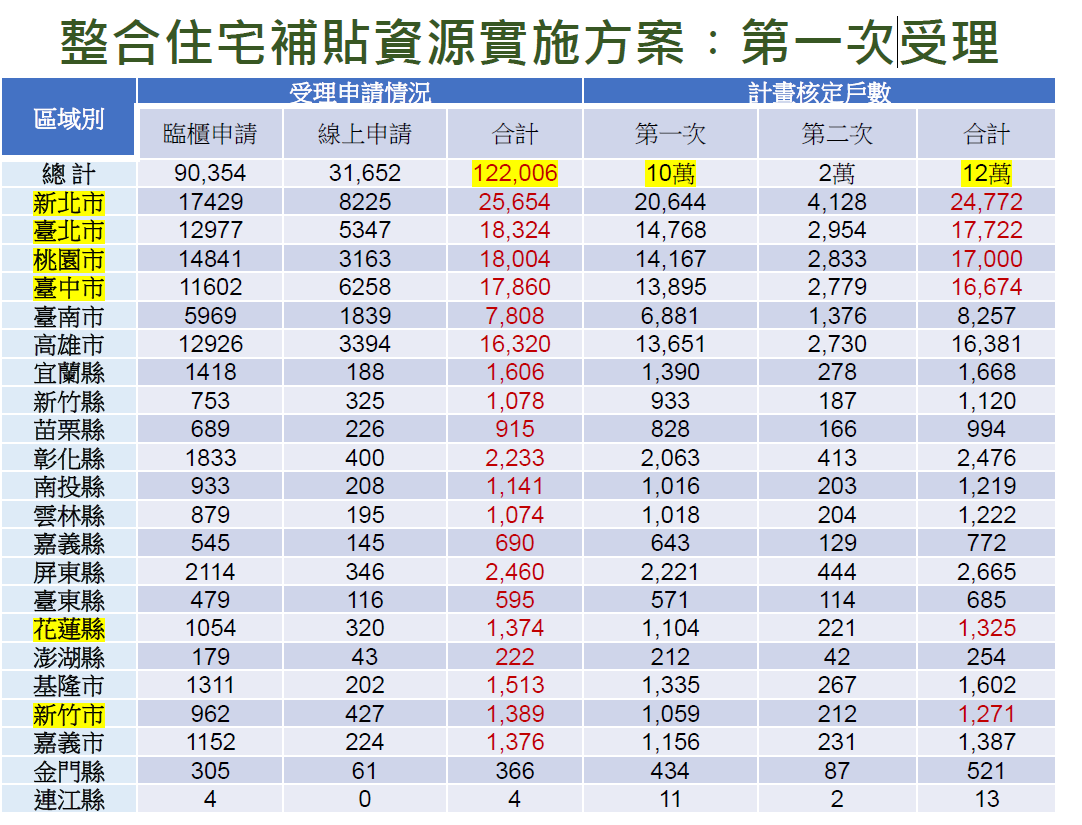 整合住宅補貼資源實施方案：第一次受理
區域別 受理申請情況 計畫核定戶數
臨櫃申請 線上申請 合計 第一次 第二次 合計
總計 90,354 31,652 122,006 10萬 2萬 12萬
新北市 17429 8225 25,654 20,644 4,128 24,772
臺北市 12977 5347 18,324 14,768 2,954 17,722
桃園市 14841 3163 18,004 14,167 2,833 17,000
臺中市 11602 6258 17,860 13,895 2,779 16,674
臺南市 5969 1839 7,808 6,881 1,376 8,257
高雄市 12926 3394 16,320 13,651 2,730 16,381
宜蘭縣 1418 188 1,606 1,390 278 1,668
新竹縣 753 325 1,078 933 187 1,120
苗栗縣 689 226 915 828 166 994
彰化縣 1833 400 2,233 2,063 413 2,476
南投縣 933 208 1,141 1,016 203 1,219
雲林縣 879 195 1,074 1,018 204 1,222
嘉義縣 545 145 690 643 129 772
屏東縣 2114 346 2,460 2,221 444 2,665
臺東縣 479 116 595 571 114 685
花蓮縣 1054 320 1,374 1,104 221 1,325
澎湖縣 179 43 222 212 42 254
基隆市 1311 202 1,513 1,335 267 1,602
新竹市 962 427 1,389 1,059 212 1,271
嘉義市 1152 224 1,376 1,156 231 1,387
金門縣 305 61 366 434 87 521
連江縣 4 0 4 11 2 13